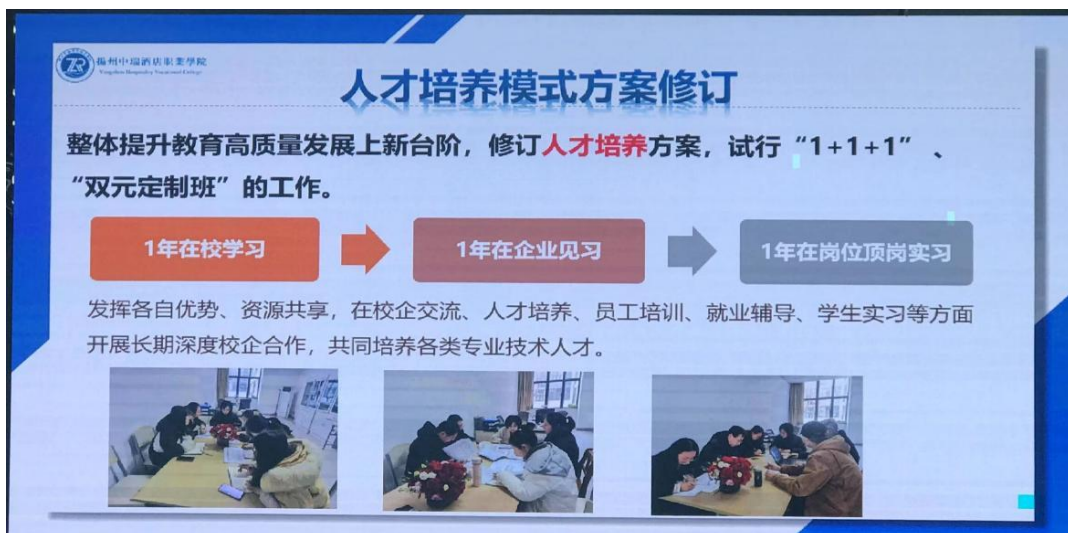 扬州中瑞酒店职业学院
Yangzhou Hospitality Vocational College
人才培养模式方案修订
整体提升教育高质量发展上新台阶，修订人才培养方案，试行“1+1+1”、
“双元定制班”的工作。
1年在校学习
1年在企业见习
1年在岗位顶岗实习
发挥各自优势、资源共享，在校企交流、人才培养、员工培训、就业辅导、学生实习等方面
开展长期深度校企合作，共同培养各类专业技术人才。